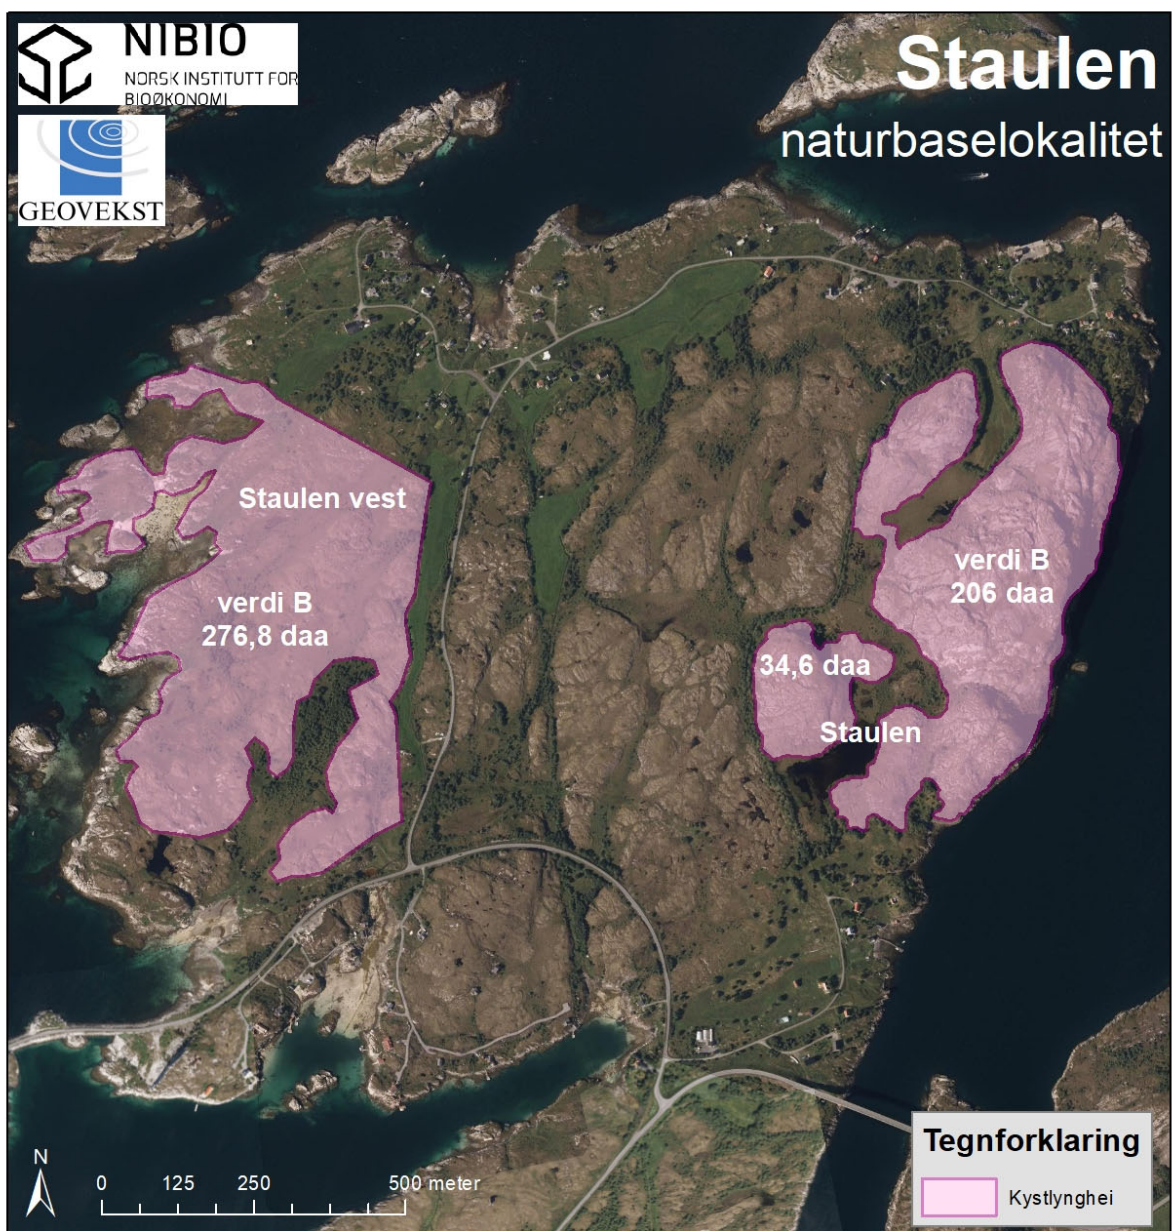 NIBIO
NORSK INSTITUTT FOR
BIOØKONOMI
GEOVEKST
Staulen
naturbaselokalitet
Staulen vest
verdi B
276,8 daa
verdi B
206 daa
34,6 daa
Staulen
N
0 125 250 500 meter
Tegnforklaring
Kystlynghei